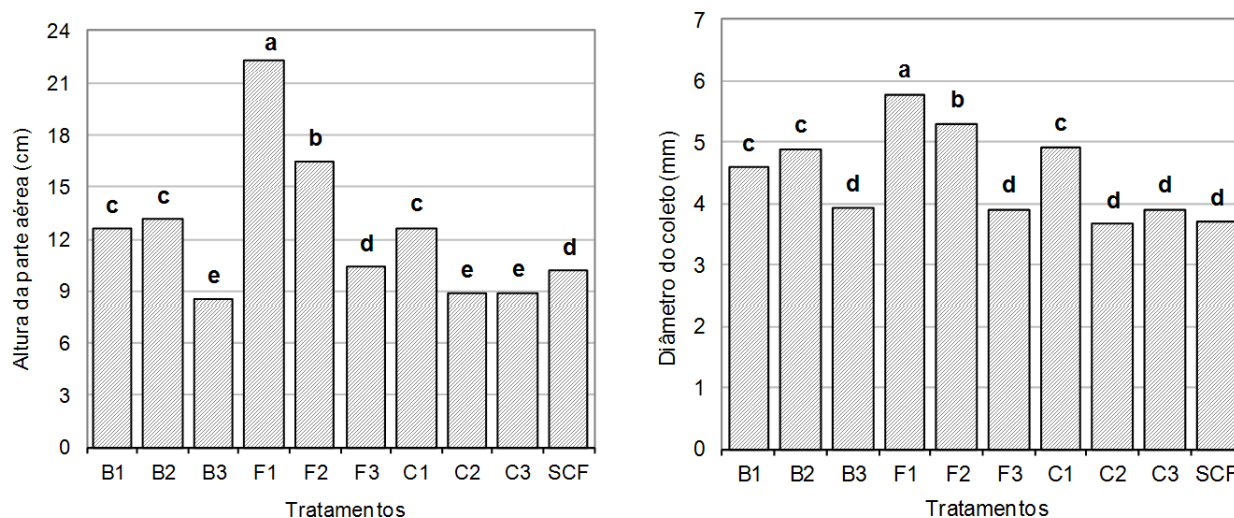 Altura da parte aérea (cm)
24
21
18
15
12
9
6
3
0
c
c
e
a
b
d
c
e
e
d
B1 B2 B3 F1 F2 F3 C1 C2 C3 SCF
Tratamentos
Diâmetro do coleto (mm)
7
6
5
4
3
2
1
0
c
c
d
a
b
d
c
d
d
d
B1 B2 B3 F1 F2 F3 C1 C2 C3 SCF
Tratamentos